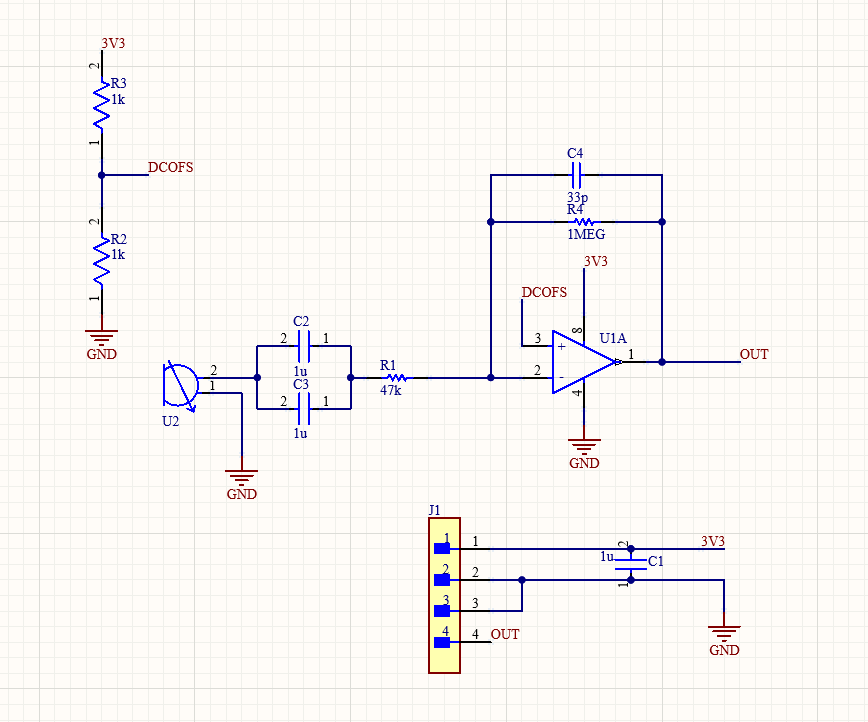 3V3
2
R3
1k
1
DCOFS
2
R2
1k
1
GND
C4
33p
R4
1MEG
3V3
DCOFS
3
+
8
U1A
1
OUT
2
-
4
GND
C2
2
1
1u
C3
2
1
1u
R1
47k
2
1
U2
GND
J1
1
1
2
3V3
1u
C1
2
2
1
3
3
4
4
OUT
GND